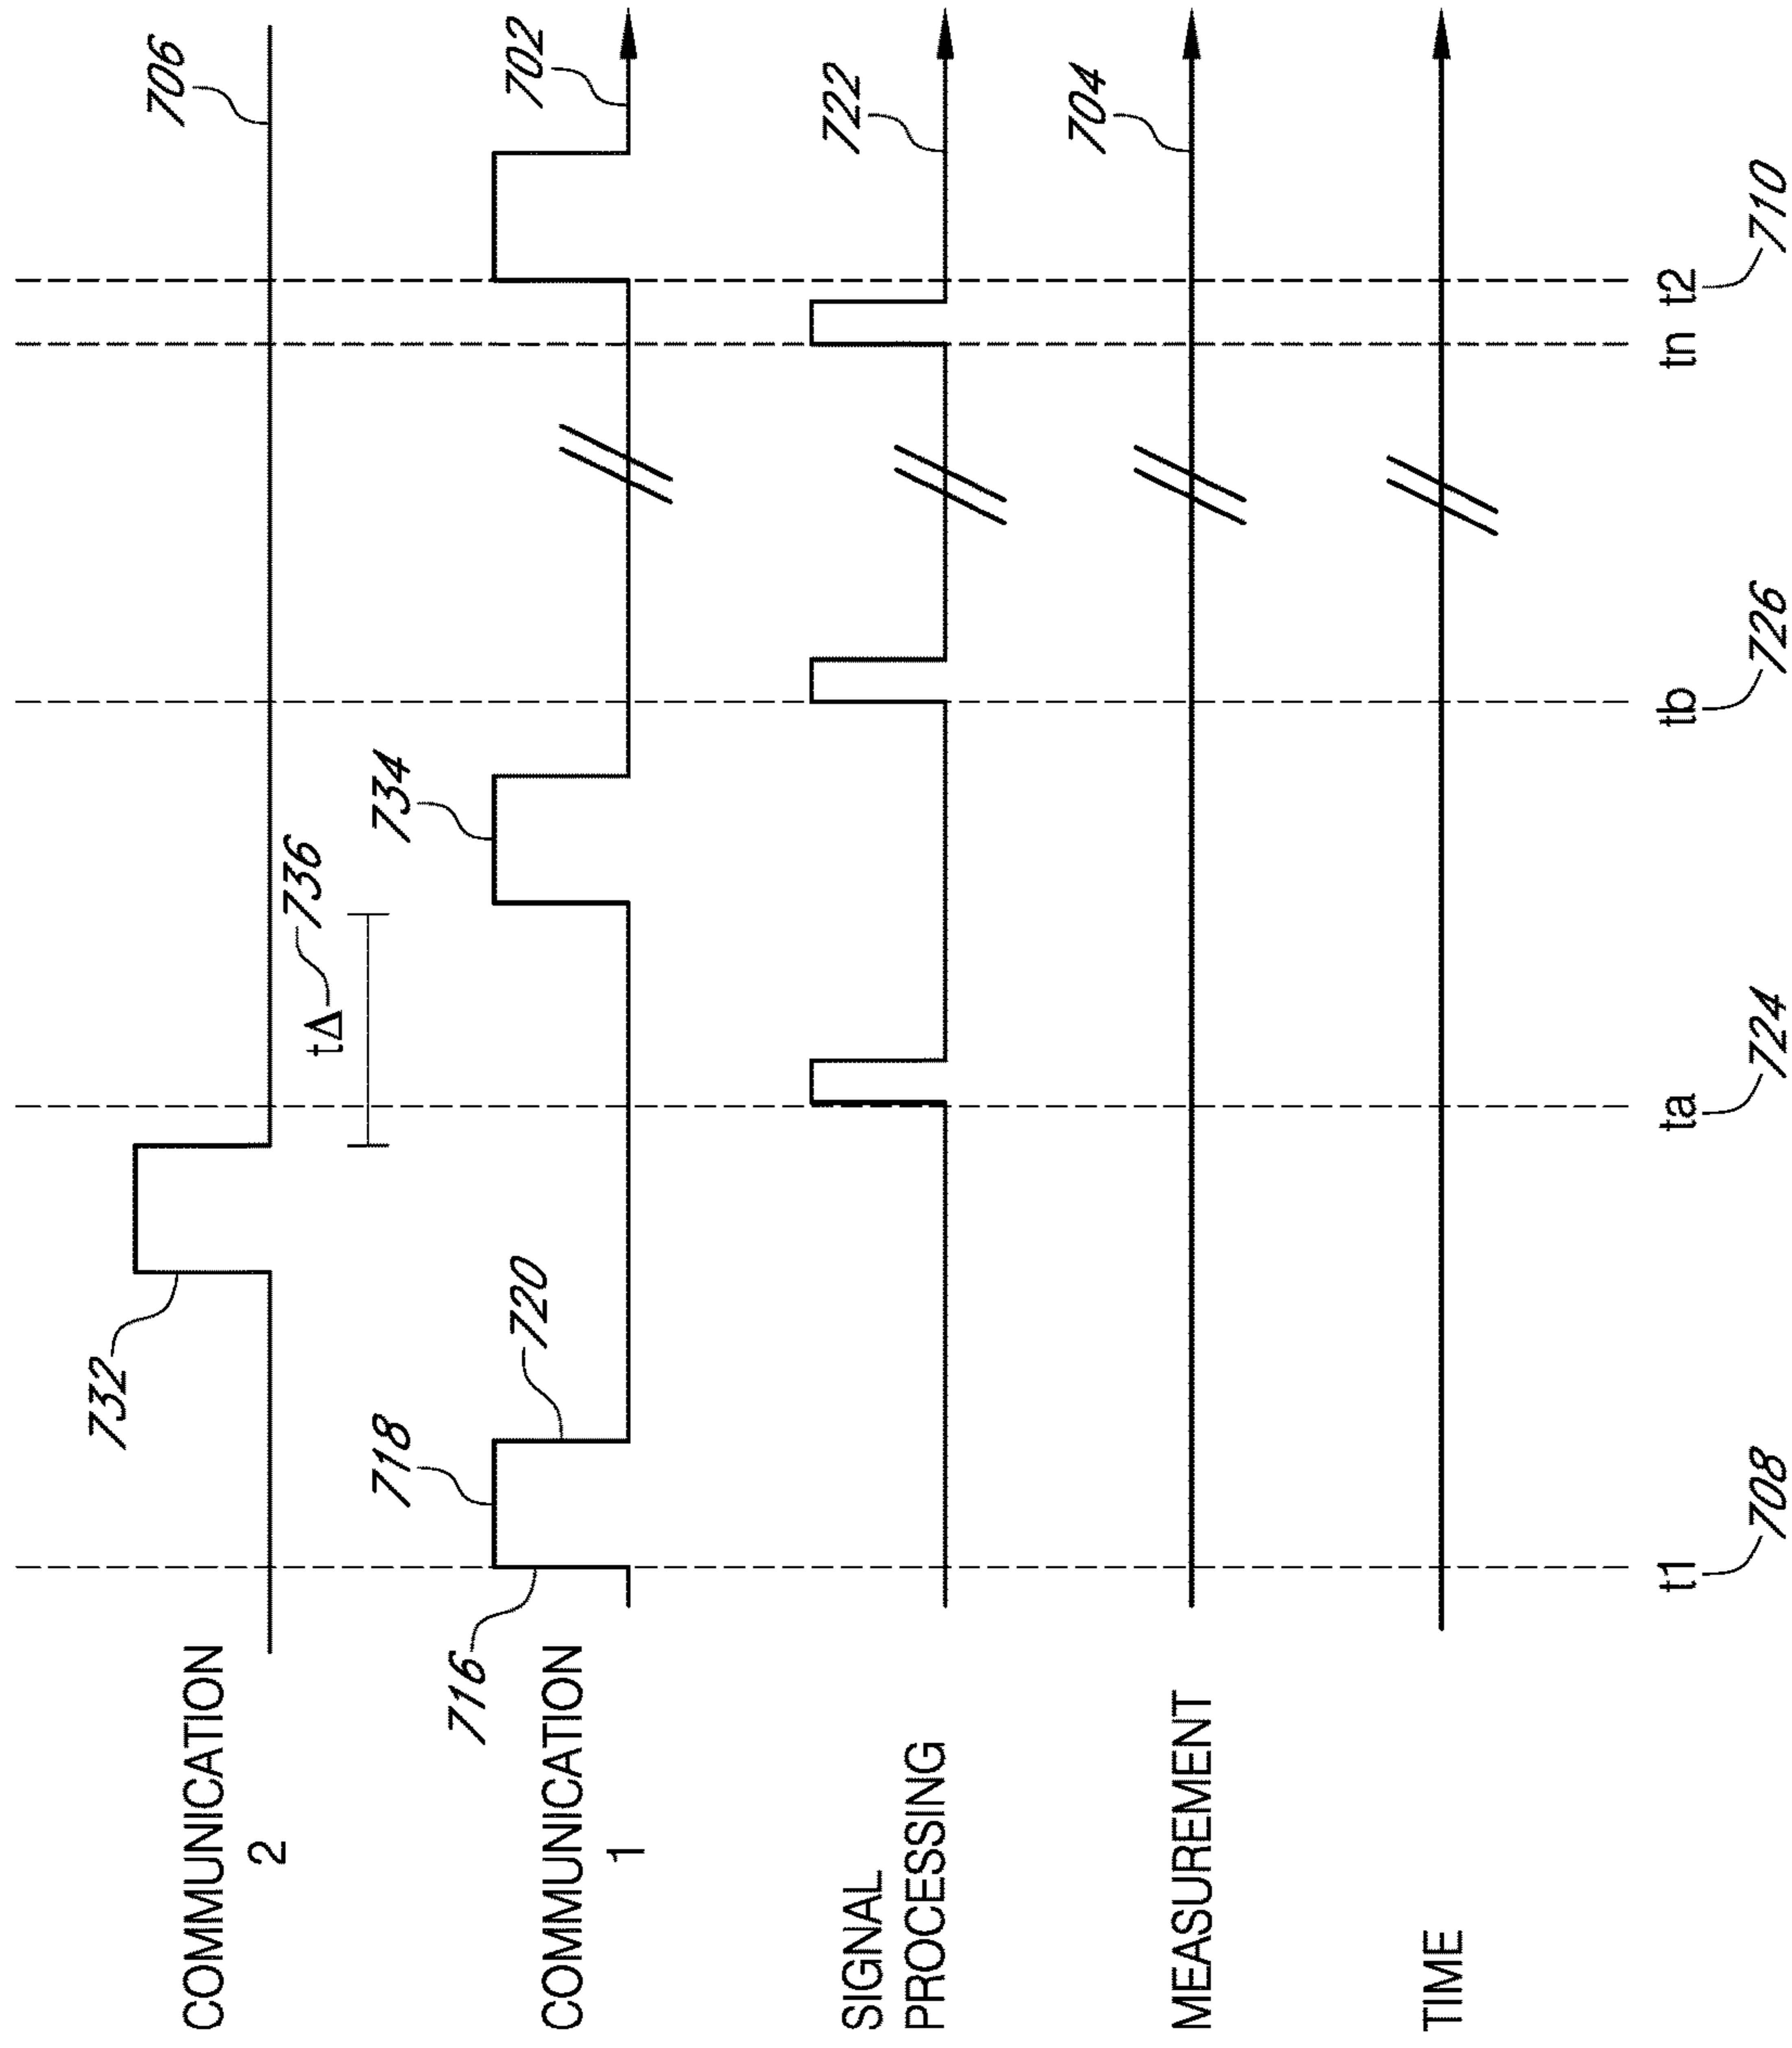 COMMUNICATION
2
732
706
tΔ
736
COMMUNICATION
1
716
718
720
734
702
SIGNAL
PROCESSING
722
MEASUREMENT
704
TIME
t1
ta
tb
tn
t2
708
724
726
710